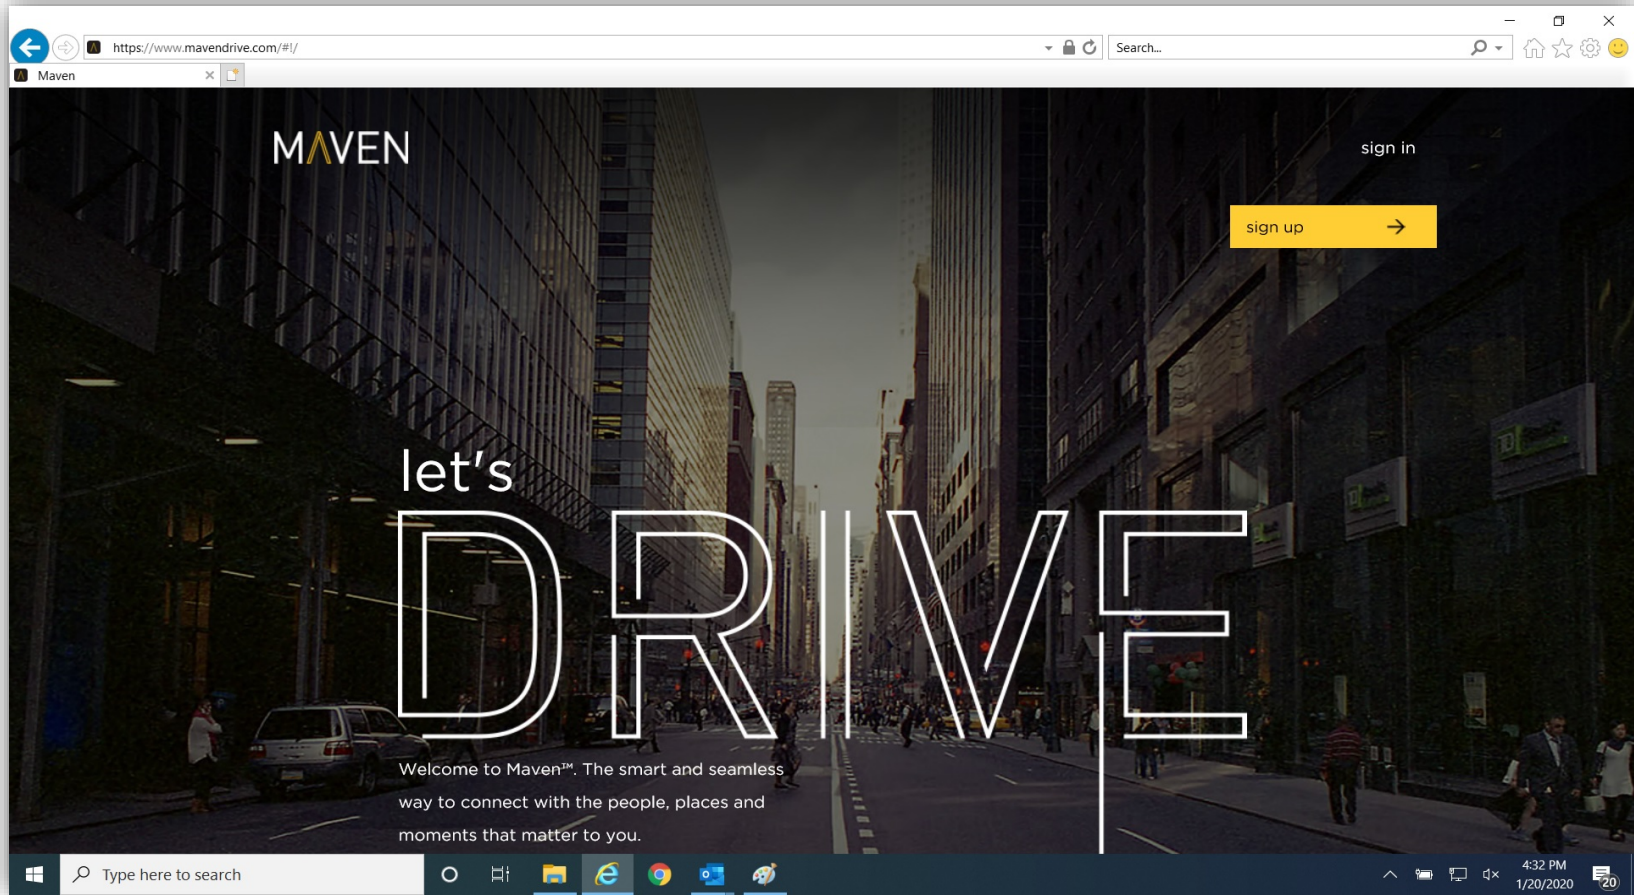 https://www.mavendrive.com/#!/
Search...
Maven
MAVEN
sign in
sign up
let's
DRIVE
Welcome to Maven™. The smart and seamless
way to connect with the people, places and
moments that matter to you.
Type here to search
4:32 PM
1/20/2020
20